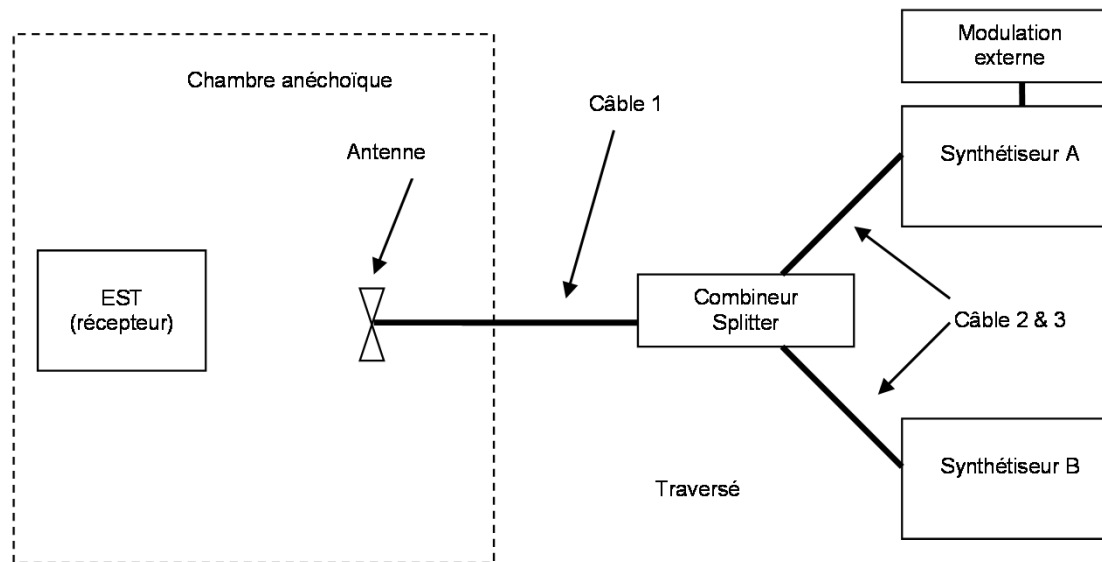 Modulation
externe
Chambre anéchoïque
Câble 1
Antenne
Synthétiseur A
EST
(récepteur)
Combineur
Splitter
Câble 2 & 3
Synthétiseur B
Traversé